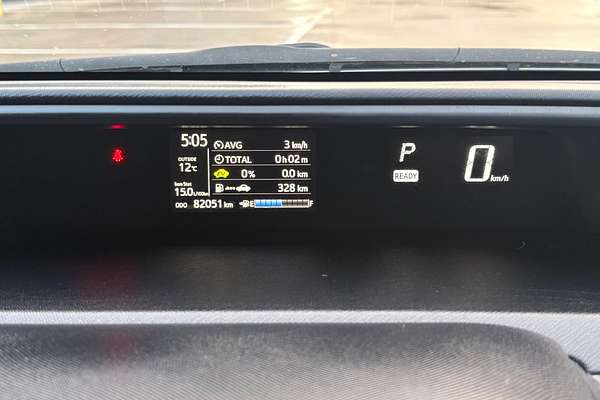 5:05
AVG 3 km/h
TOTAL 0h02m
OUTSIDE
12°C
0% 0.0 km
328 km
15.0 L/100km
ODO 82051 km
E F
P
READY
0 km/h